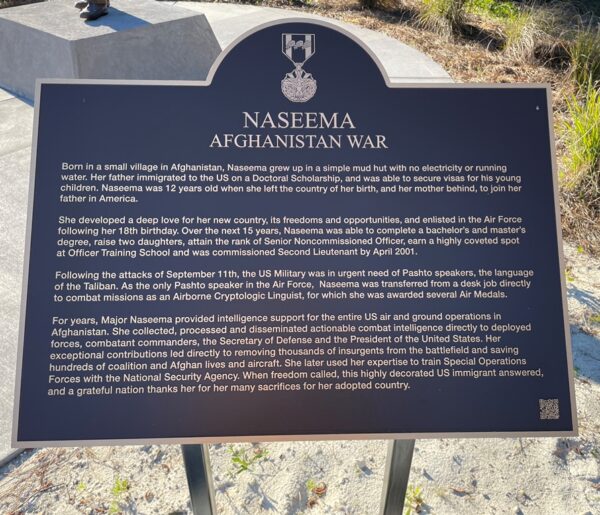 NASEEMA
AFGHANISTAN WAR
Born in a small village in Afghanistan, Naseema grew up in a simple mud hut with no electricity or running
water. Her father immigrated to the US on a Doctoral Scholarship, and was able to secure visas for his young
children. Naseema was 12 years old when she left the country of her birth, and her mother behind, to join her
father in America.
She developed a deep love for her new country, its freedoms and opportunities, and enlisted in the Air Force
following her 18th birthday. Over the next 15 years, Naseema was able to complete a bachelor's and master's
degree, raise two daughters, attain the rank of Senior Noncommissioned Officer, earn a highly coveted spot
at Officer Training School and was commissioned Second Lieutenant by April 2001.
Following the attacks of September 11th, the US Military was in urgent need of Pashto speakers, the language
of the Taliban. As the only Pashto speaker in the Air Force, Naseema was transferred from a desk job directly
to combat missions as an Airborne Cryptologic Linguist, for which she was awarded several Air Medals.
For years, Major Naseema provided intelligence support for the entire US air and ground operations in
Afghanistan. She collected, processed and disseminated actionable combat intelligence directly to deployed
forces, combatant commanders, the Secretary of Defense and the President of the United States. Her
exceptional contributions led directly to removing thousands of insurgents from the battlefield and saving
hundreds of coalition and Afghan lives and aircraft. She later used her expertise to train Special Operations
Forces with the National Security Agency. When freedom called, this highly decorated US immigrant answered,
and a grateful nation thanks her for her many sacrifices for her adopted country.